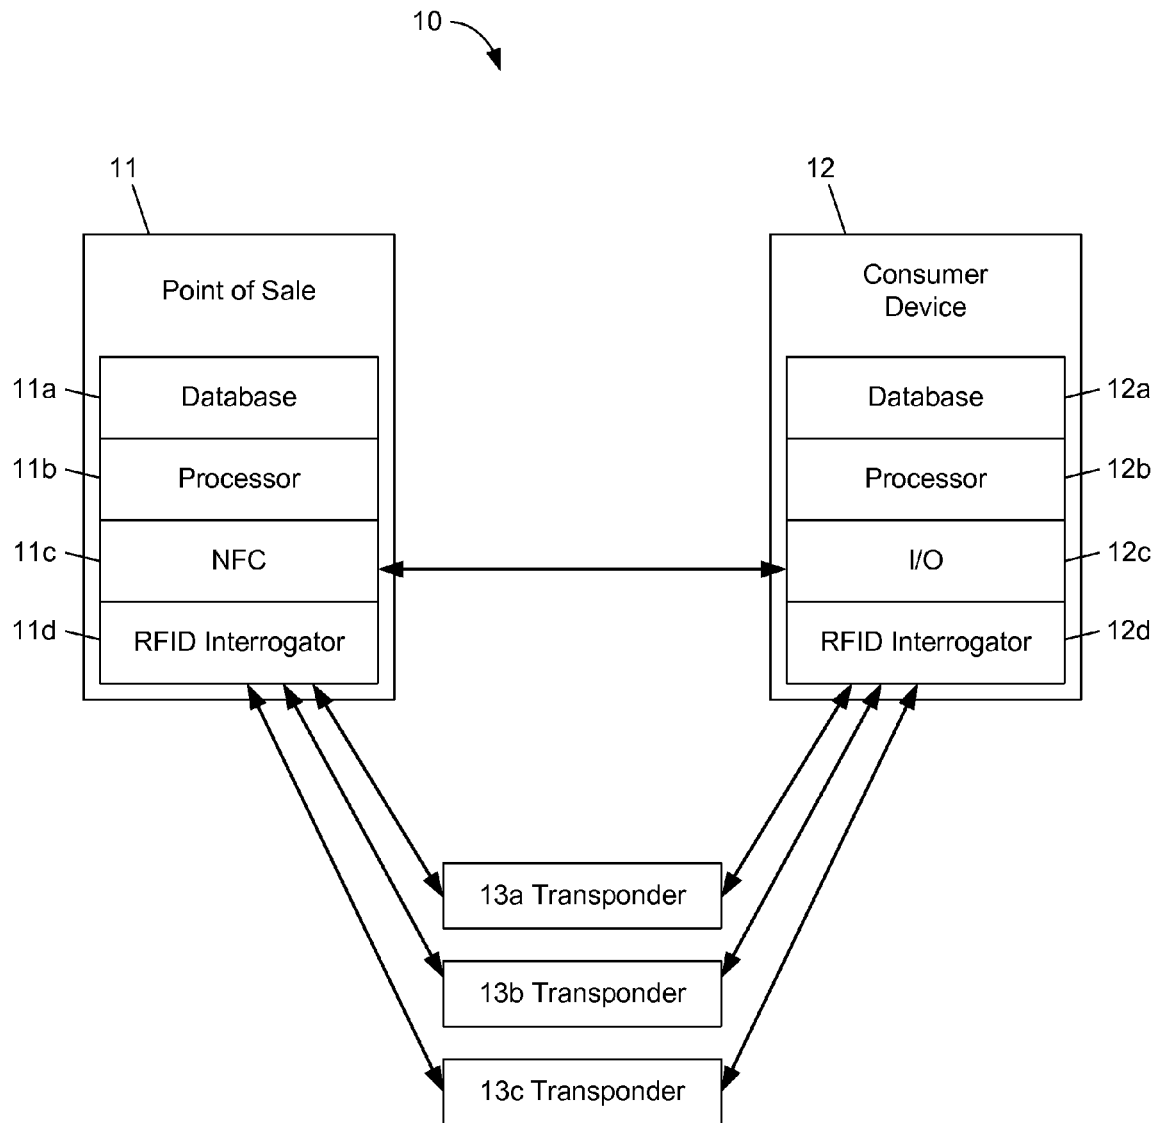 10
11
12
Point of Sale
Consumer
Device
11a
Database
Database
12a
11b
Processor
Processor
12b
11c
NFC
I/O
12c
11d
RFID Interrogator
RFID Interrogator
12d
13a Transponder
13b Transponder
13c Transponder